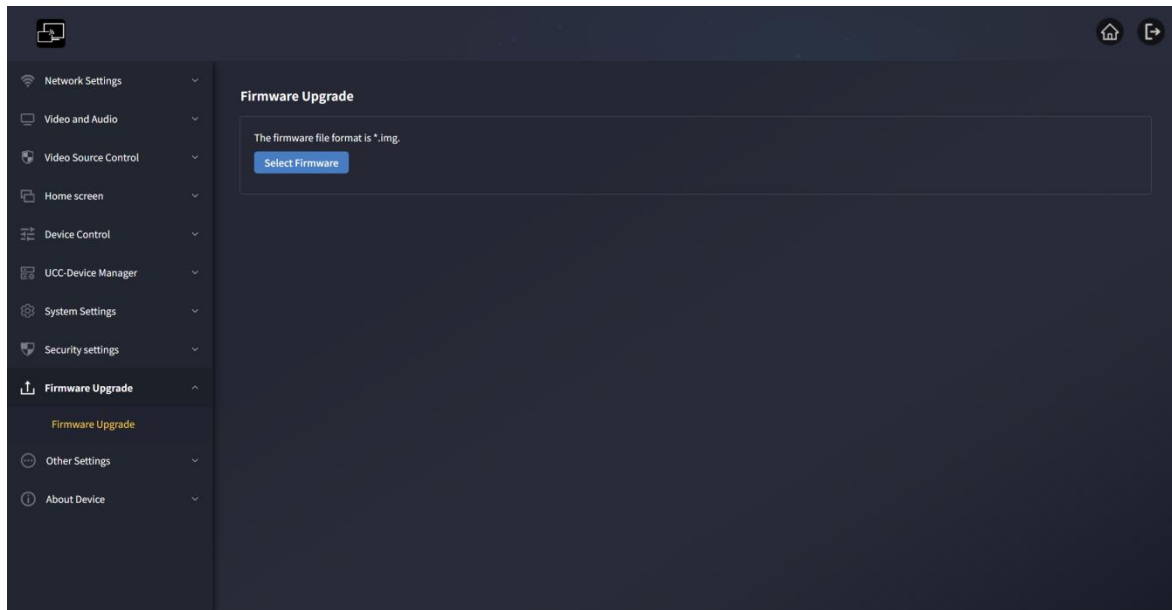 Network Settings
Video and Audio
Video Source Control
Home screen
Device Control
UCC-Device Manager
System Settings
Security settings
Firmware Upgrade
Firmware Upgrade
Other Settings
About Device
Firmware Upgrade
The firmware file format is *.img.
Select Firmware